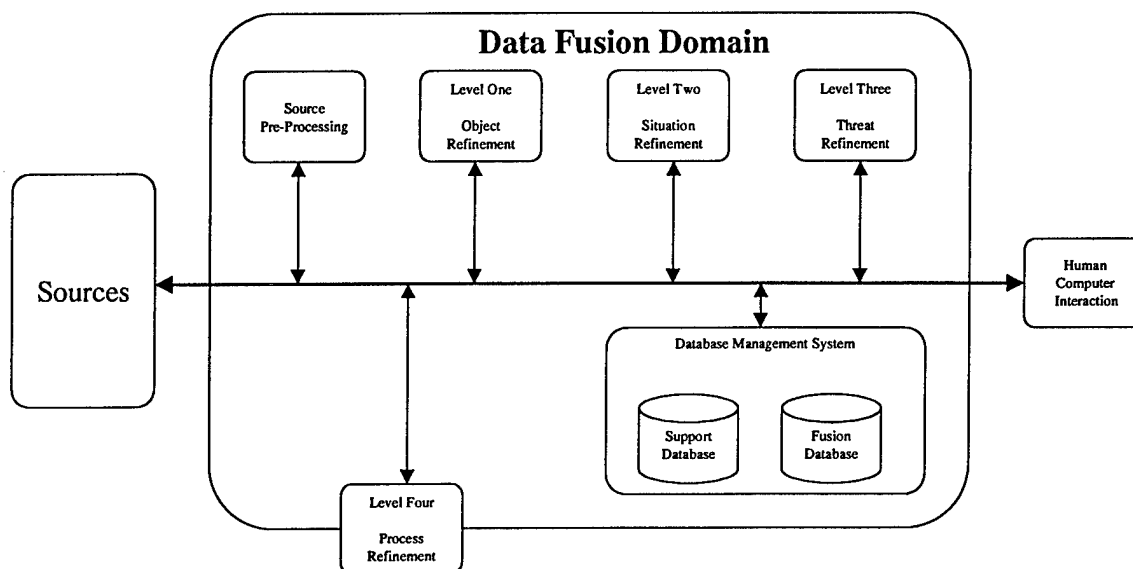 Data Fusion Domain
Source
Pre-Processing
Level One
Object
Refinement
Level Two
Situation
Refinement
Level Three
Threat
Refinement
Sources
Human
Computer
Interaction
Database Management System
Support
Database
Fusion
Database
Level Four
Process
Refinement